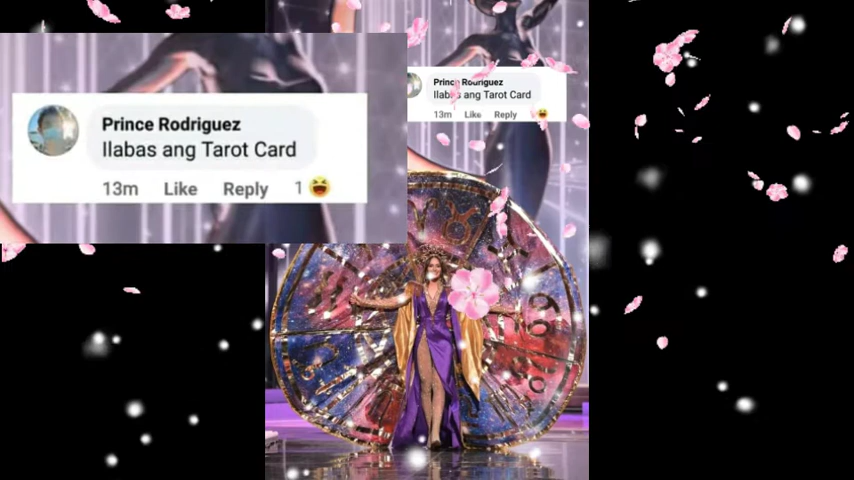 Prince Rodriguez
Ilabas ang Tarot Card
13m Like Reply 1
Prince Rodriguez
Ilabas ang Tarot Card
13m Like Reply